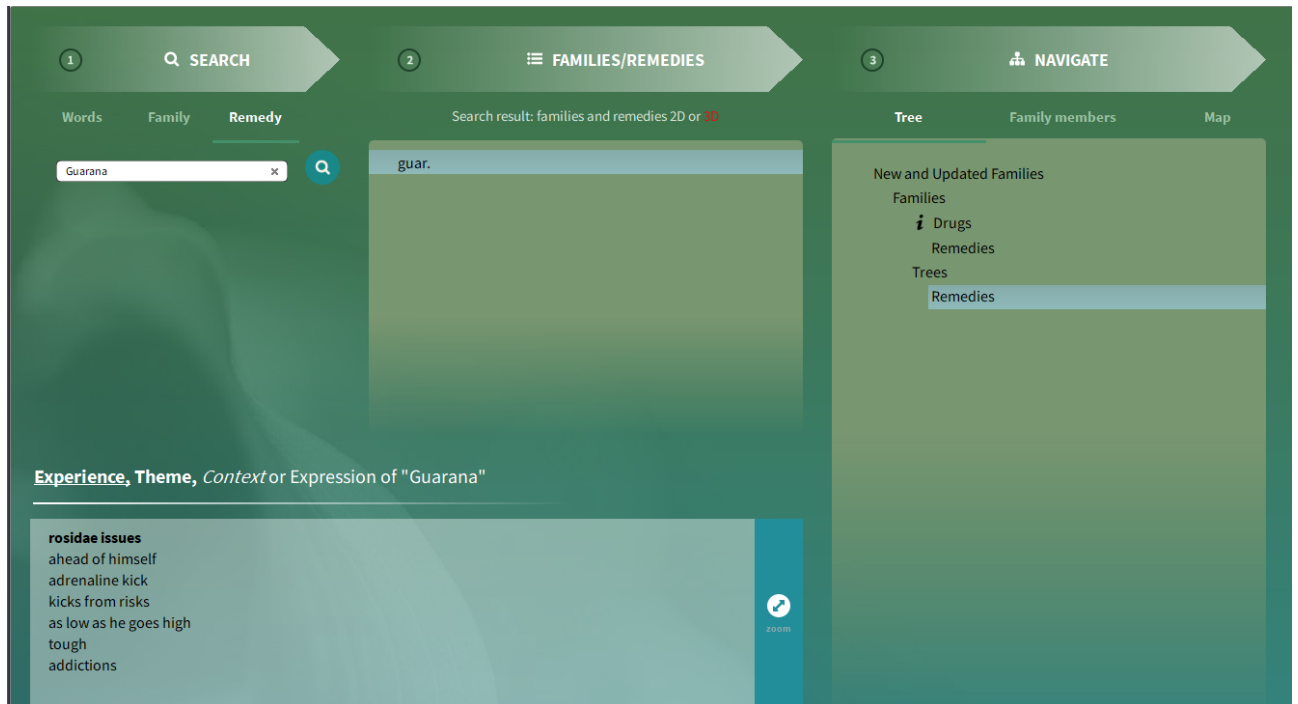 1 SEARCH
2 FAMILIES/REMEDIES
3 NAVIGATE
Words Family Remedy
Search result: families and remedies 2D or 3D
Tree Family members Map
Guarana
guar.
New and Updated Families
Families
i Drugs
Remedies
Trees
Remedies
Experience, Theme, Context or Expression of "Guarana"
rosidae issues
ahead of himself
adrenaline kick
kicks from risks
as low as he goes high
tough
addictions
zoom